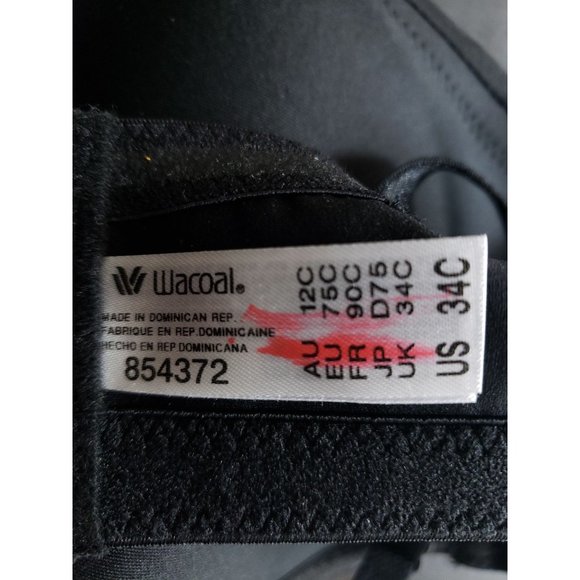 Wacoal®
MADE IN DOMINICAN REP.
FABRIQUE EN REP.DOMINICAINE
HECHO EN REP.DOMINICANA
854372
AU 12C
EU 75C
FR 90C
JP D75
UK 34C
US 34C